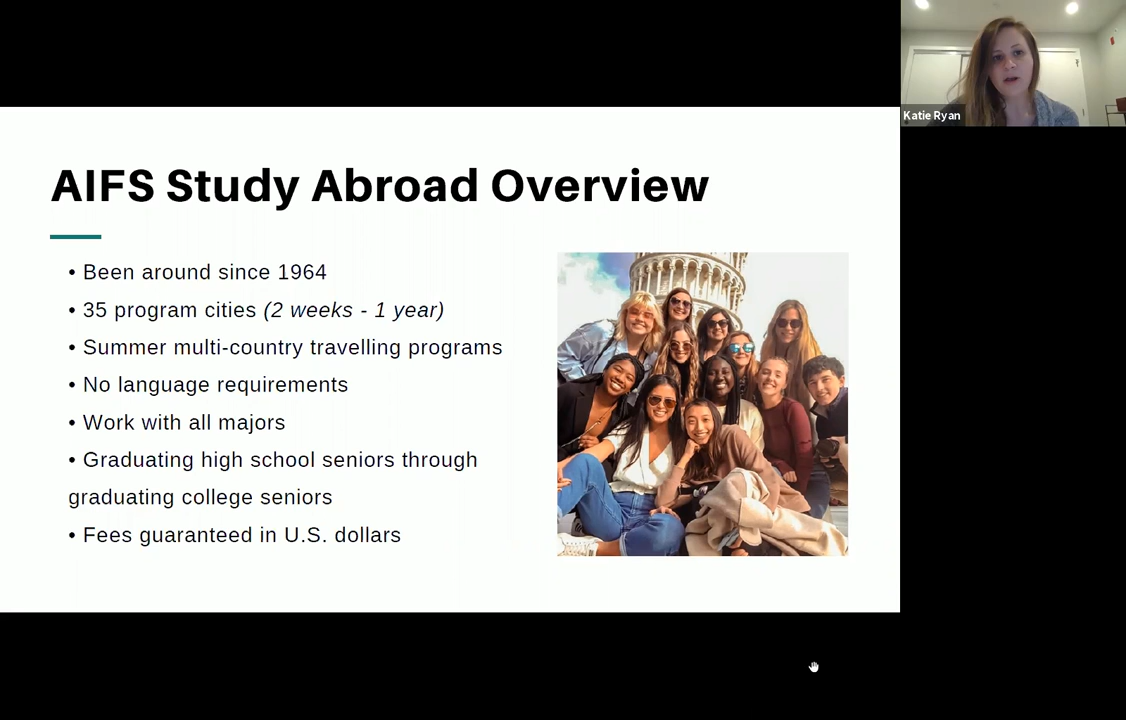 Katie Ryan
AIFS Study Abroad Overview
• Been around since 1964
• 35 program cities (2 weeks - 1 year)
• Summer multi-country travelling programs
• No language requirements
• Work with all majors
• Graduating high school seniors through
graduating college seniors
• Fees guaranteed in U.S. dollars